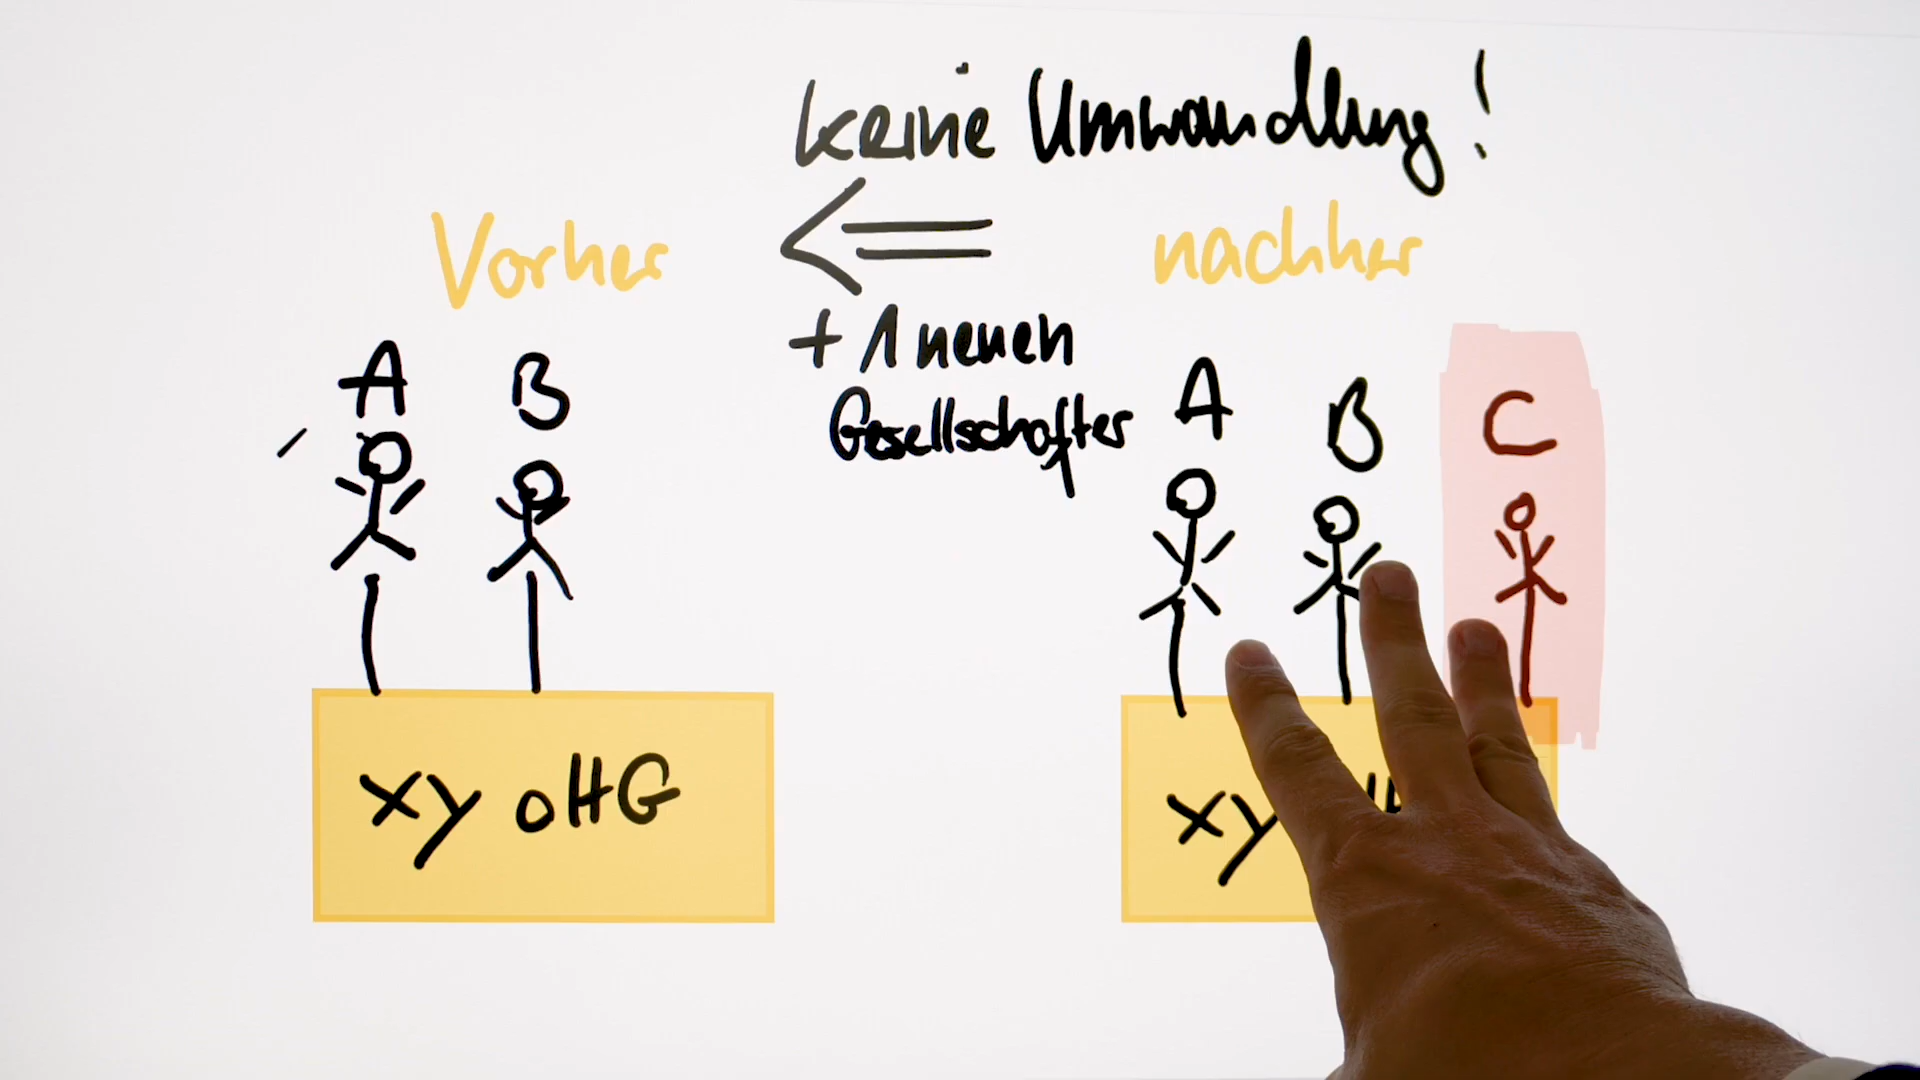 keine Umwandlung!
Vorher
nachher
+ 1 neuen
Gesellschafter
A
B
A
B
C
xy oHG
xy